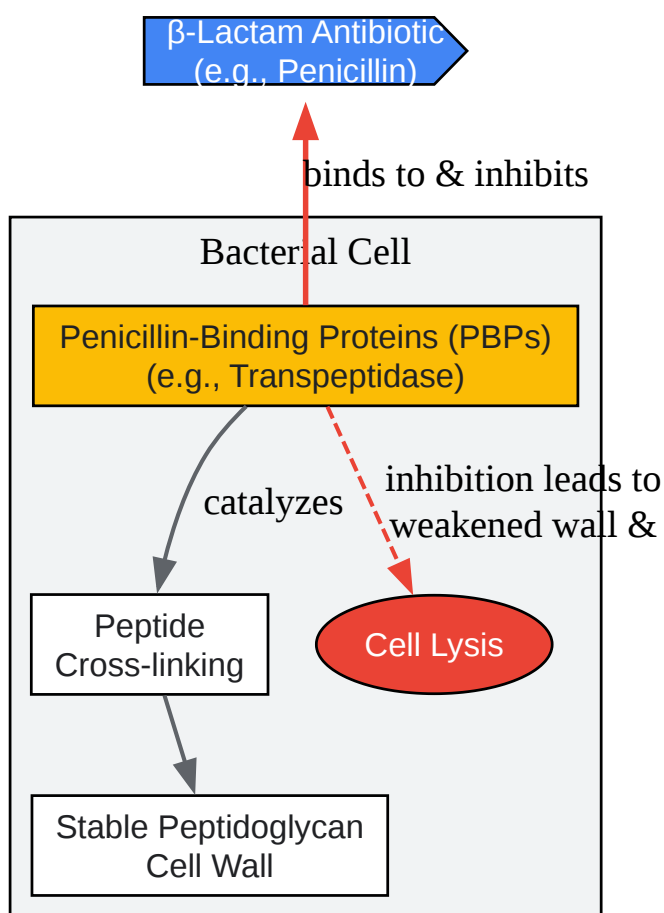 β-Lactam Antibiotic
(e.g., Penicillin)
binds to & inhibits
Bacterial Cell
Penicillin-Binding Proteins (PBPs)
(e.g., Transpeptidase)
catalyzes
inhibition leads to
weakened wall &
Peptide
Cross-linking
Cell Lysis
Stable Peptidoglycan
Cell Wall